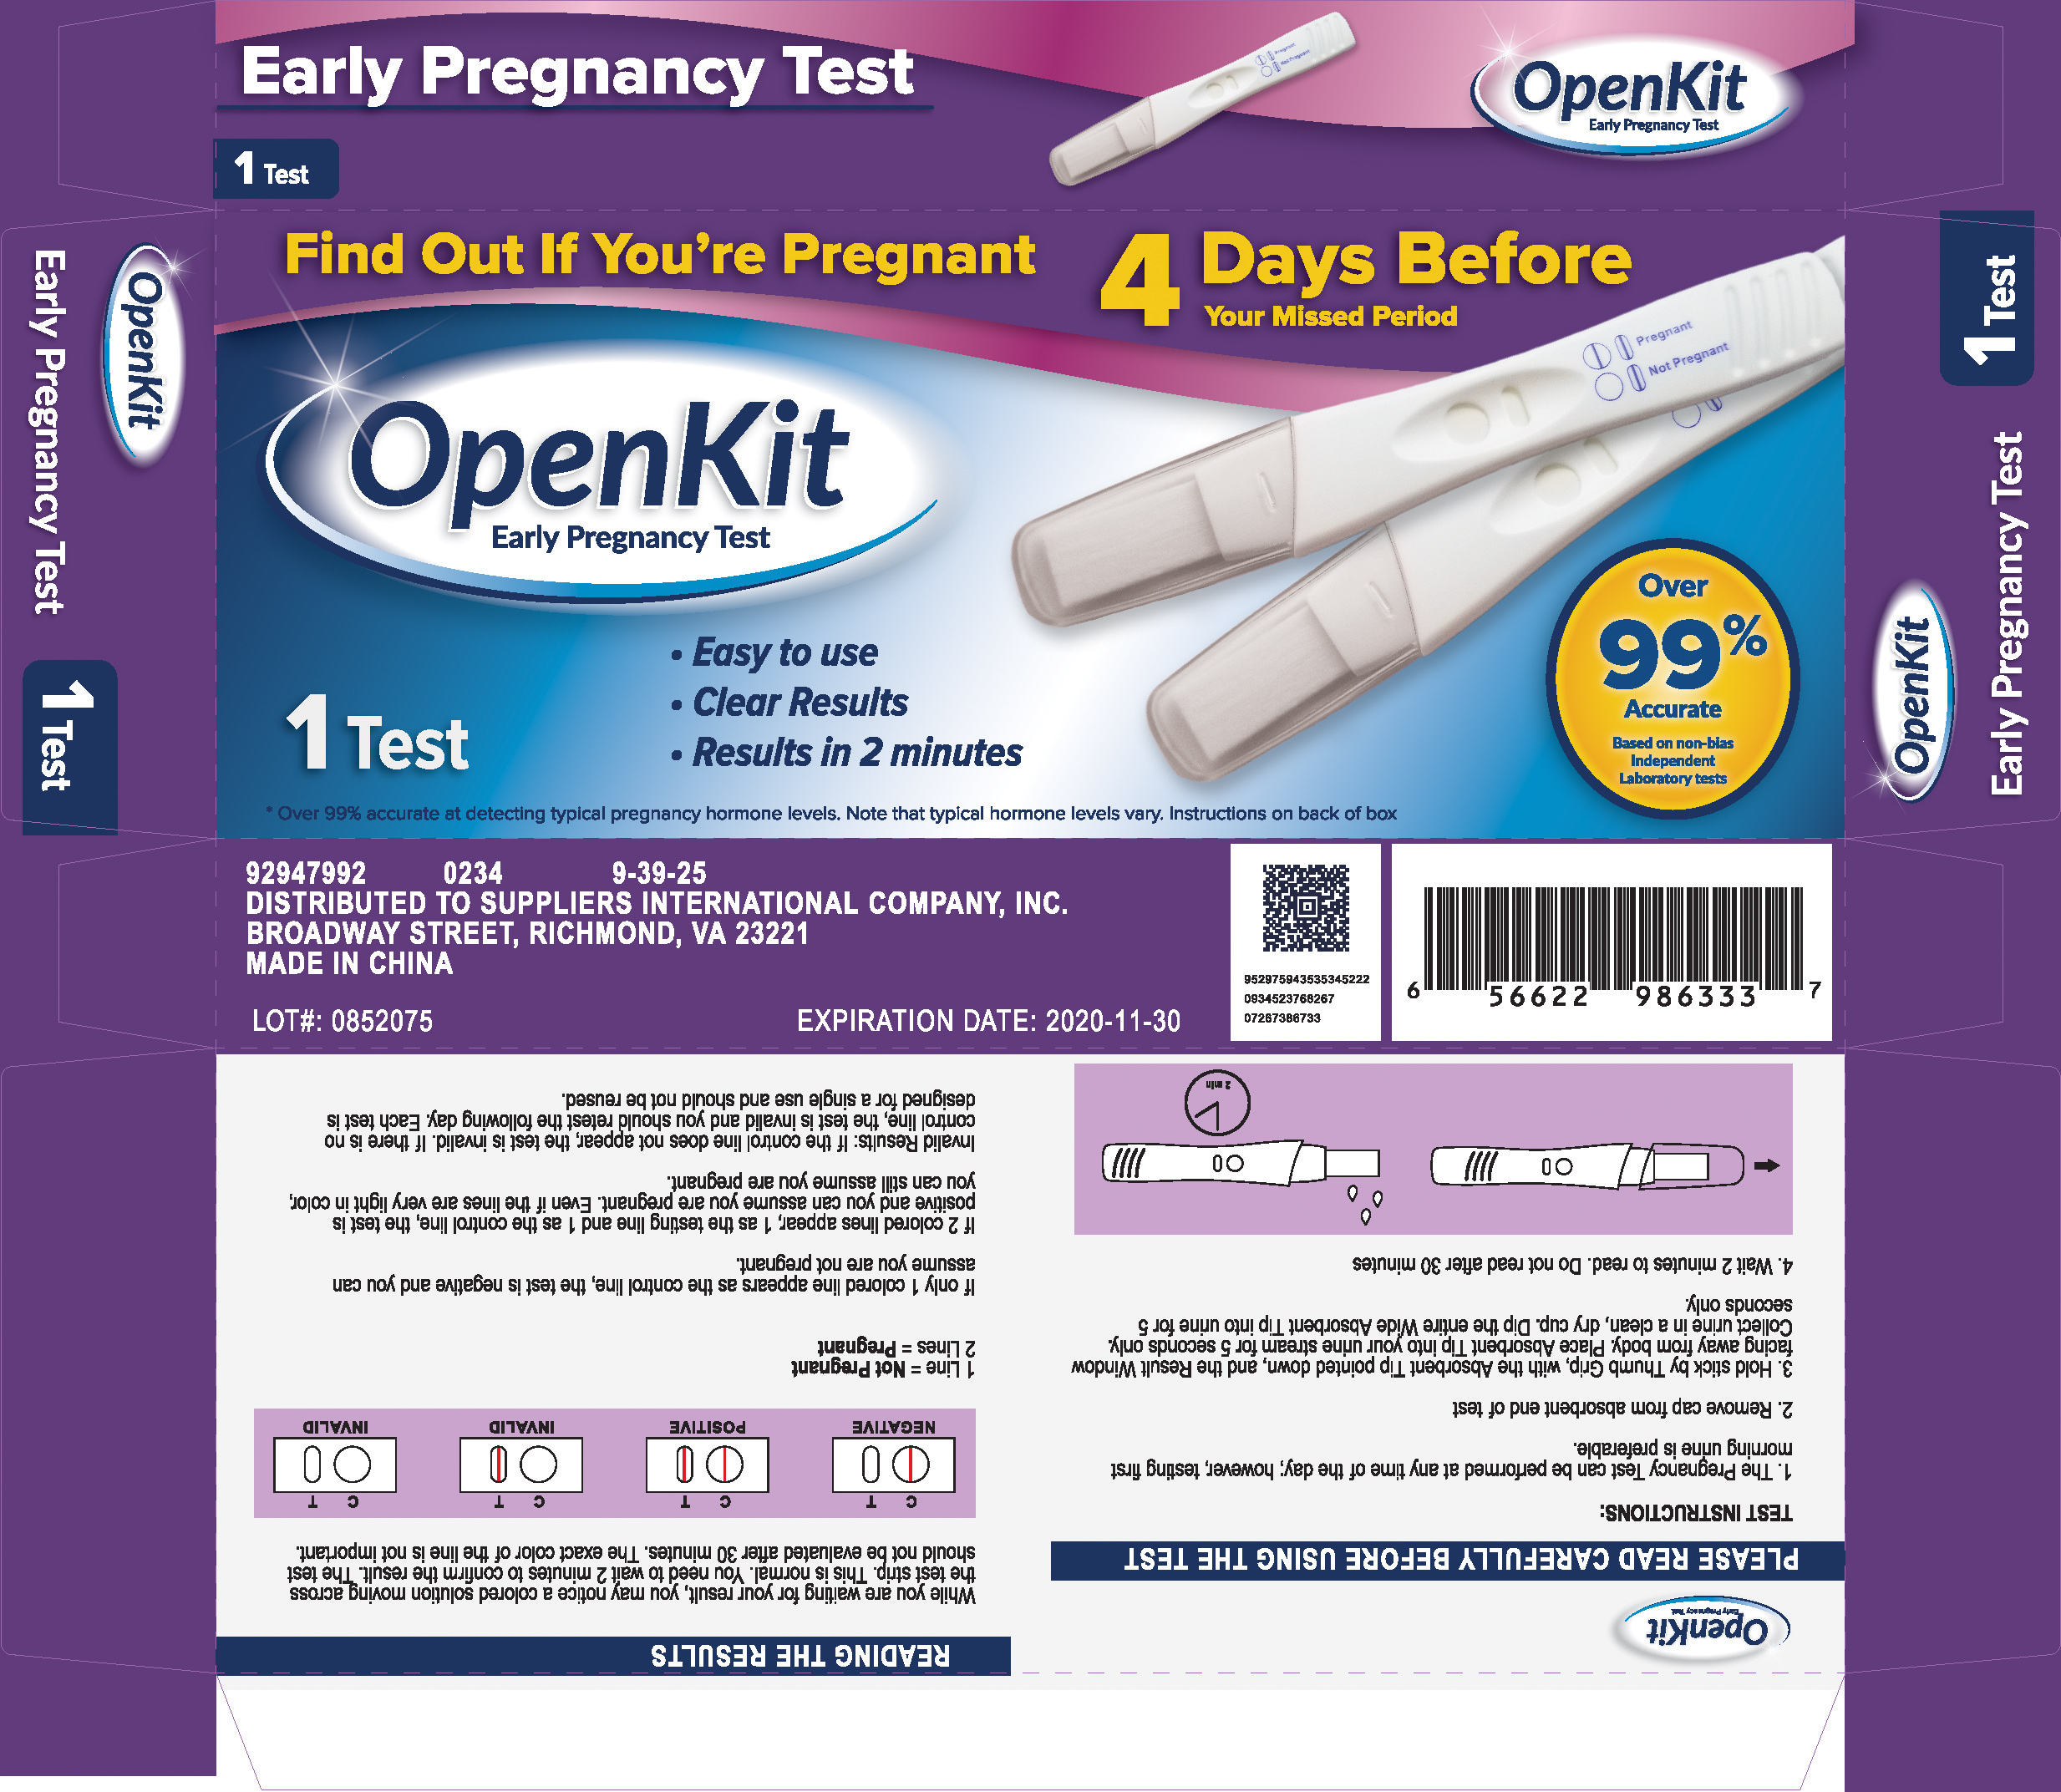 Early Pregnancy Test
1 Test
Pregnant
Not Pregnant
OpenKit
Early Pregnancy Test
OpenKit
Early Pregnancy Test
1 Test
Find Out If You're Pregnant
4 Days Before
Your Missed Period
OpenKit
Early Pregnancy Test
Pregnant
Not Pregnant
1 Test
• Easy to use
• Clear Results
• Results in 2 minutes
Over
99%
Accurate
Based on non-bias
Independent
Laboratory tests
* Over 99% accurate at detecting typical pregnancy hormone levels. Note that typical hormone levels vary. Instructions on back of box
1 Test
Early Pregnancy Test
OpenKit
92947992 0234 9-39-25
DISTRIBUTED TO SUPPLIERS INTERNATIONAL COMPANY, INC.
BROADWAY STREET, RICHMOND, VA 23221
MADE IN CHINA
LOT#: 0852075 EXPIRATION DATE: 2020-11-30
952975943535345222
0934523768267
07267386733
6 56622 986333 7
OpenKit
Early Pregnancy Test
PLEASE READ CAREFULLY BEFORE USING THE TEST
TEST INSTRUCTIONS:
1. The Pregnancy Test can be performed at any time of the day; however, testing first
morning urine is preferable.
2. Remove cap from absorbent end of test
3. Hold stick by Thumb Grip, with the Absorbent Tip pointed down, and the Result Window
facing away from body. Place Absorbent Tip into your urine stream for 5 seconds only.
Collect urine in a clean, dry cup. Dip the entire Wide Absorbent Tip into urine for 5
seconds only.
4. Wait 2 minutes to read. Do not read after 30 minutes
2 min
READING THE RESULTS
While you are waiting for your result, you may notice a colored solution moving across
the test strip. This is normal. You need to wait 2 minutes to confirm the result. The test
should not be evaluated after 30 minutes. The exact color of the line is not important.
C T C T C T C T
NEGATIVE POSITIVE INVALID INVALID
1 Line = Not Pregnant
2 Lines = Pregnant
If only 1 colored line appears as the control line, the test is negative and you can
assume you are not pregnant.
If 2 colored lines appear, 1 as the testing line and 1 as the control line, the test is
positive and you can assume you are pregnant. Even if the lines are very light in color,
you can still assume you are pregnant.
Invalid Results: If the control line does not appear, the test is invalid. If there is no
control line, the test is invalid and you should retest the following day. Each test is
designed for a single use and should not be reused.